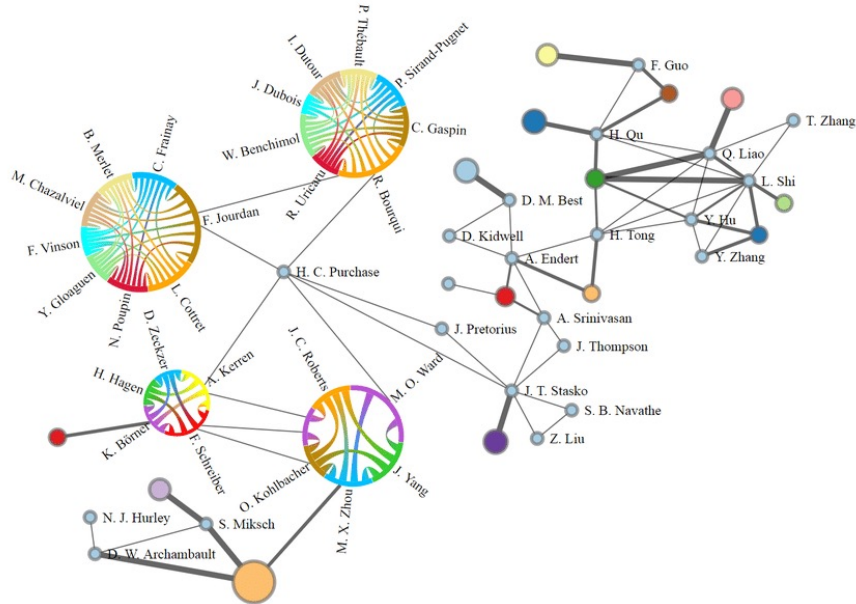 P. Thébault
I. Dutour
P. Sirand-Pugnet
J. Dubois
C. Gaspin
W. Benchimol
R. Uricaru
R. Bourqui
F. Guo
H. Qu
T. Zhang
Q. Liao
L. Shi
D. M. Best
Y. Hu
D. Kidwell
H. Tong
Y. Zhang
A. Endert
B. Merlet
C. Frainay
M. Chazalviel
F. Jourdan
F. Vinson
Y. Gloaguen
N. Poupin
L. Cottret
H. C. Purchase
A. Srinivasan
J. Pretorius
J. Thompson
J. T. Stasko
S. B. Navathe
Z. Liu
D. Zeckzer
A. Kerren
H. Hagen
K. Börner
F. Schreiber
J. C. Roberts
M. O. Ward
O. Kohlbacher
M. X. Zhou
J. Yang
N. J. Hurley
S. Miksch
D. W. Archambault